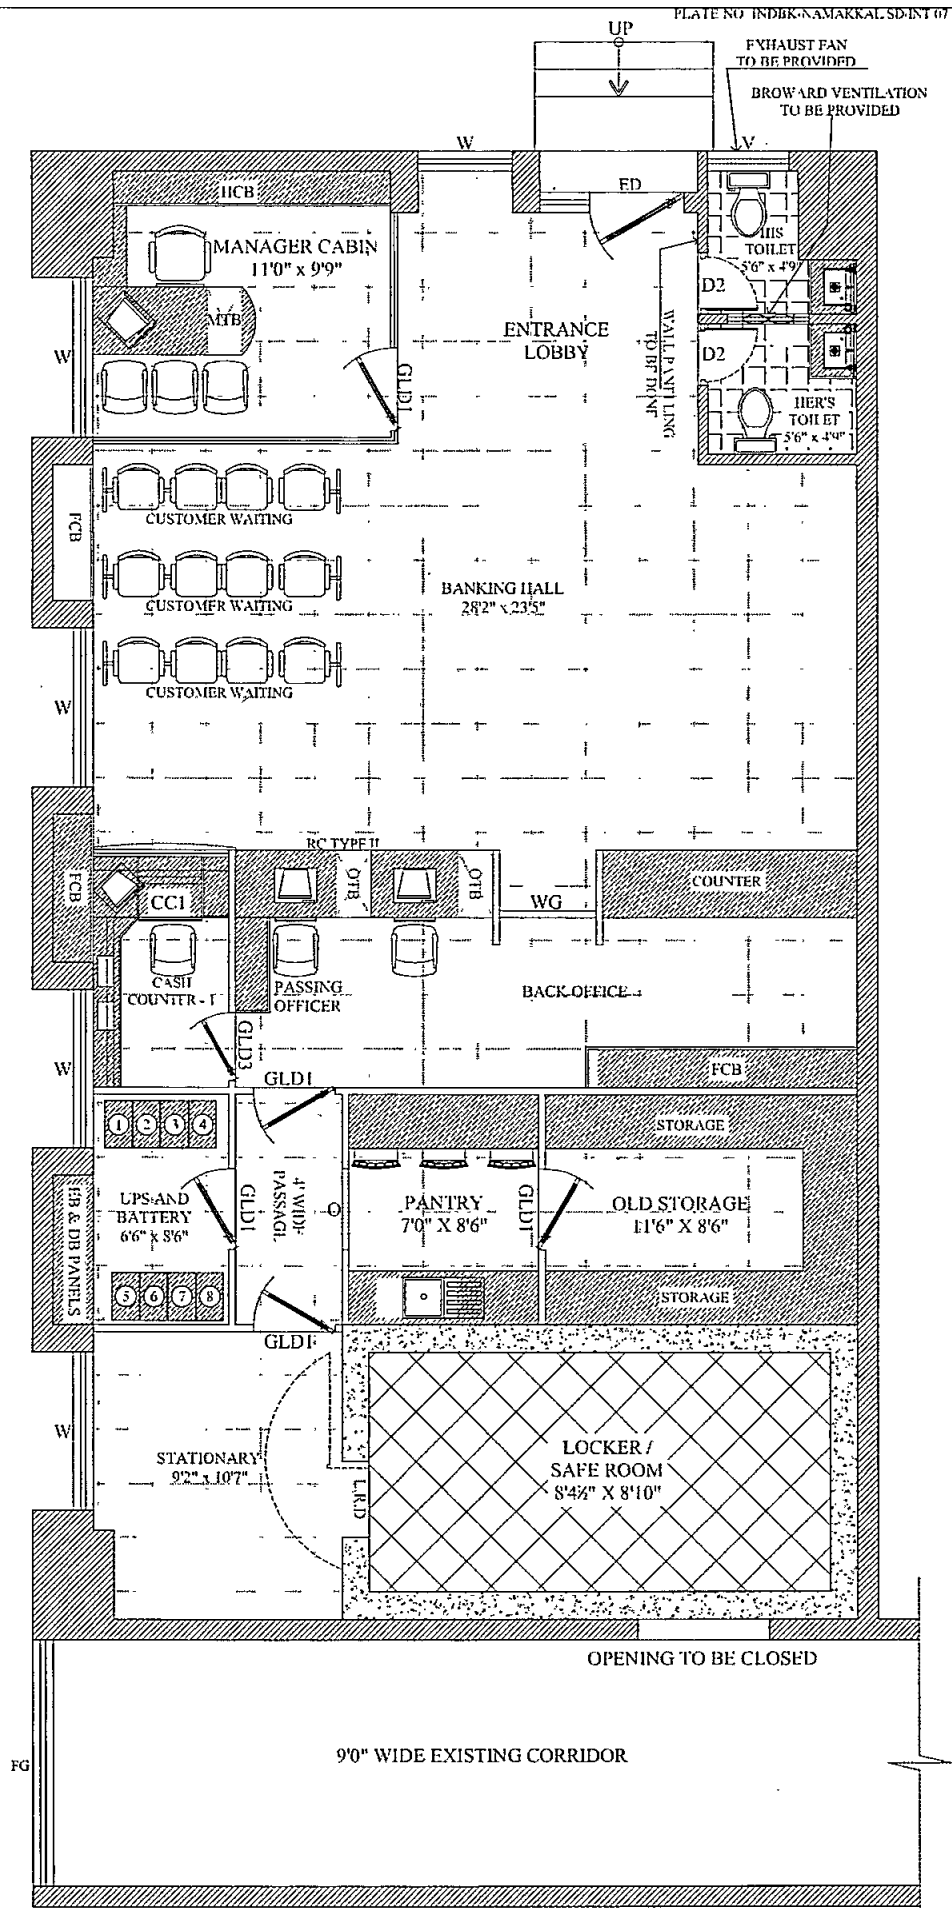 PLATE NO INDBK-NAMAKKAL SD-INT 07
UP
EXHAUST FAN
TO BE PROVIDED
BROWARD VENTILATION
TO BE PROVIDED
W
V
HCB
ED
MANAGER CABIN
11'0" x 9'9"
HIS
TOILET
5'6" x 4'9"
D2
MTB
ENTRANCE
LOBBY
WALL PANELLING
TO BE DONE
W
D2
GLD1
HER'S
TOILET
5'6" x 4'9"
FCB
CUSTOMER WAITING
CUSTOMER WAITING
BANKING HALL
28'2" x 23'5"
CUSTOMER WAITING
W
RC TYPE II
FCB
CC1
OTB
OTB
WG
COUNTER
CASH
COUNTER - 1
PASSING
OFFICER
BACK OFFICE
GLD3
W
GLD1
FCB
1 2 3 4
STORAGE
EB & DB PANELS
UPS AND
BATTERY
6'6" x 8'6"
GLD1
4' WIDE
PASSAGE
O
PANTRY
7'0" X 8'6"
GLD1
OLD STORAGE
11'6" X 8'6"
5 6 7 8
STORAGE
GLD1
W
STATIONARY
9'2" x 10'7"
L.R.D
LOCKER /
SAFE ROOM
8'4½" X 8'10"
OPENING TO BE CLOSED
FG
9'0" WIDE EXISTING CORRIDOR